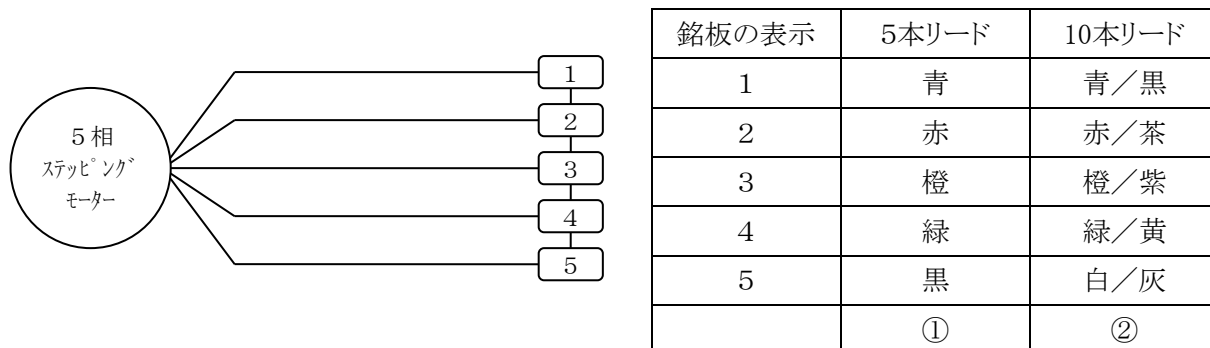 ５相
ｽﾃｯﾋﾟﾝｸﾞ
ﾓｰﾀｰ
1
2
3
4
5
銘板の表示 5本リード 10本リード
1 青 青／黒
2 赤 赤／茶
3 橙 橙／紫
4 緑 緑／黄
5 黒 白／灰
① ②